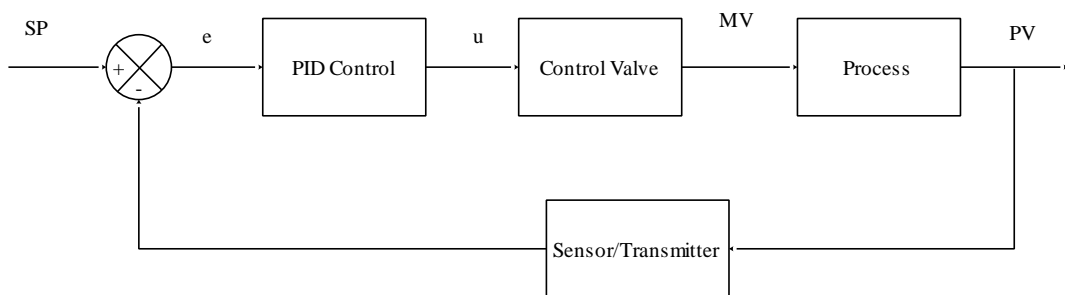 SP
e
u
MV
PV
+
-
PID Control
Control Valve
Process
Sensor/Transmitter